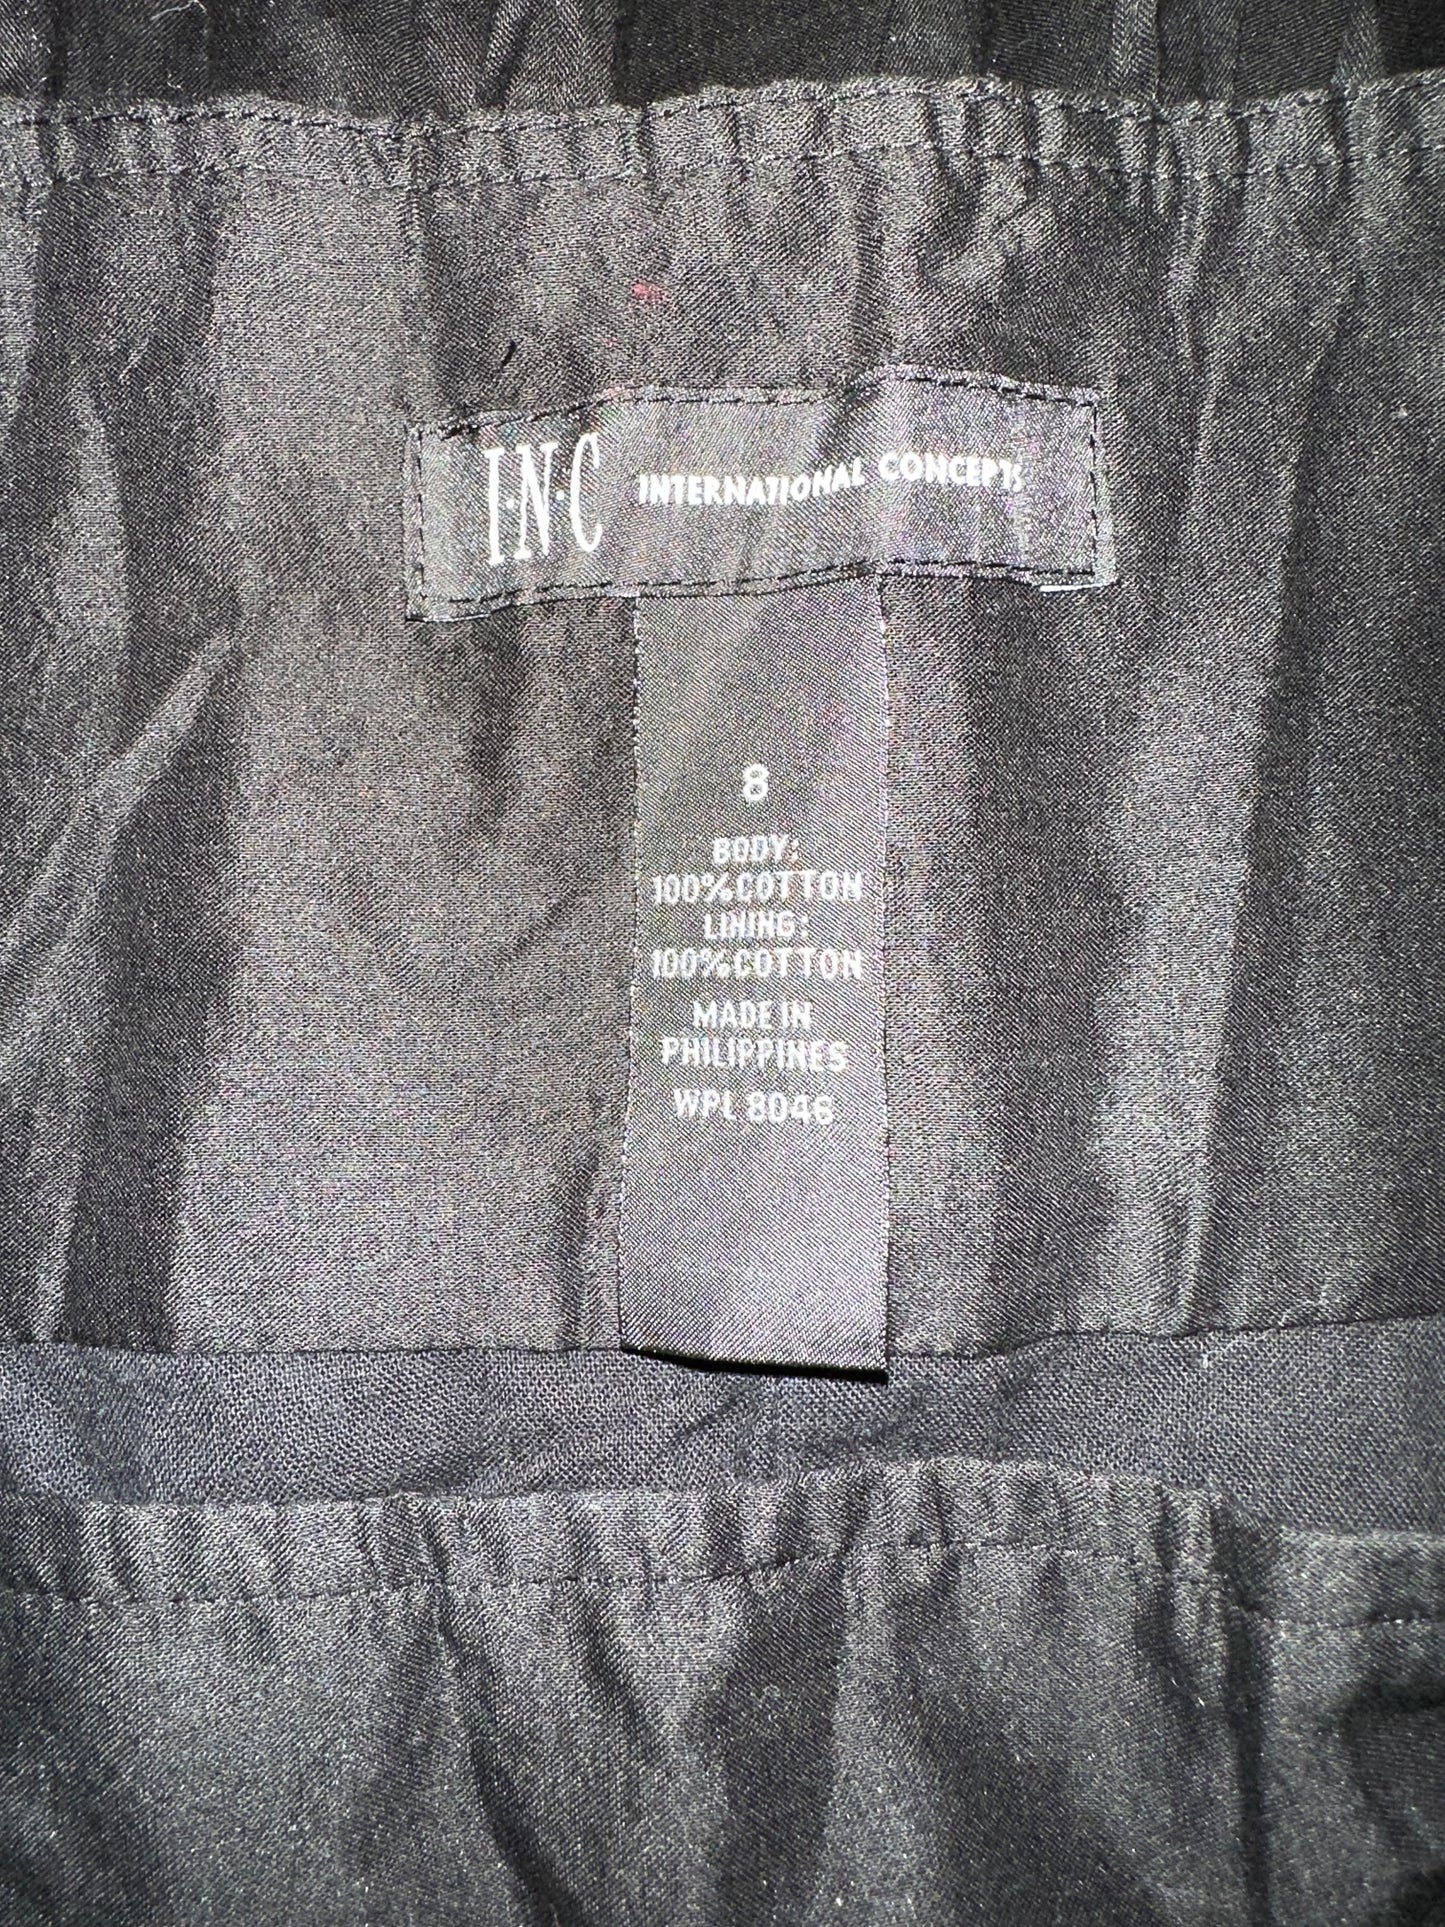 I·N·C INTERNATIONAL CONCEPTS
8
BODY:
100%COTTON
LINING:
100%COTTON
MADE IN
PHILIPPINES
WPL 8046